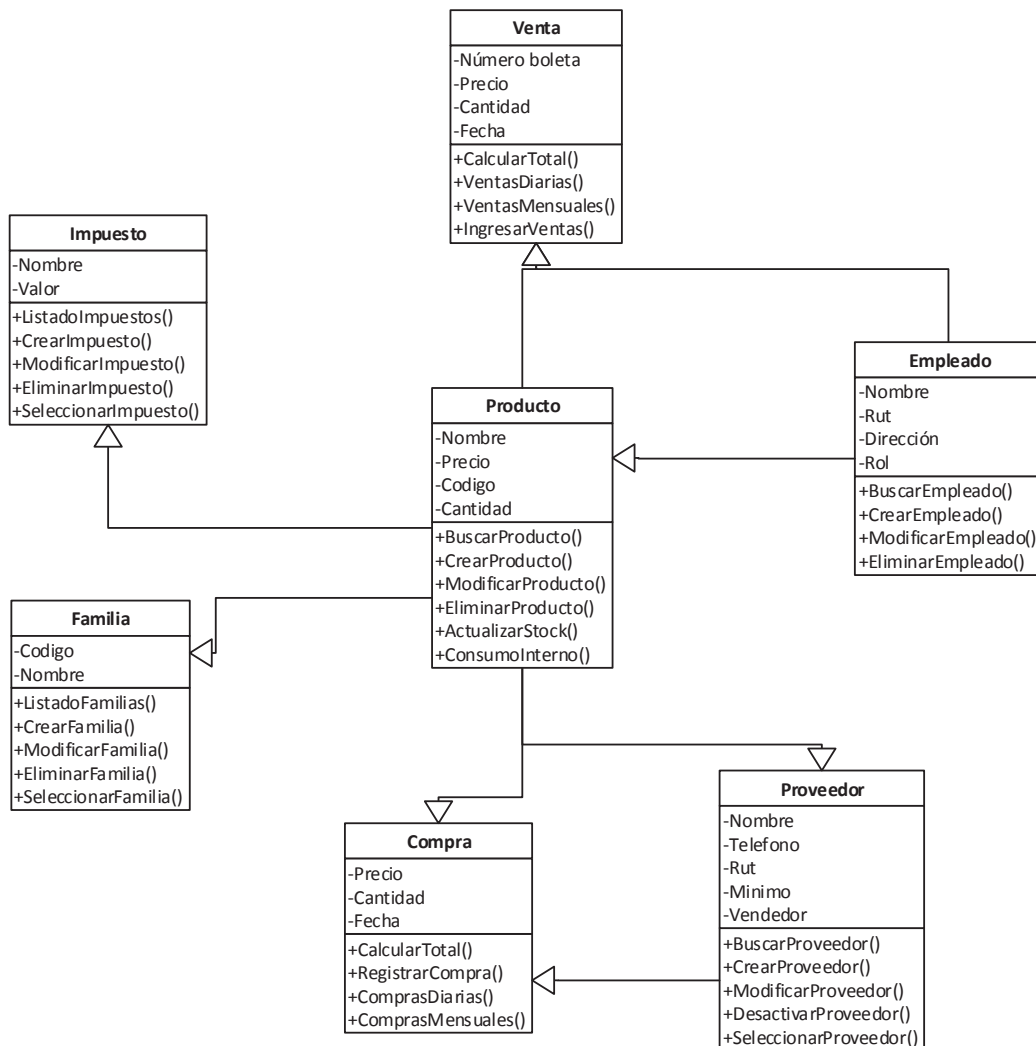 Venta
-Número boleta
-Precio
-Cantidad
-Fecha
+CalcularTotal()
+VentasDiarias()
+VentasMensuales()
+IngresarVentas()
Impuesto
-Nombre
-Valor
+ListadoImpuestos()
+CrearImpuesto()
+ModificarImpuesto()
+EliminarImpuesto()
+SeleccionarImpuesto()
Empleado
-Nombre
-Rut
-Dirección
-Rol
+BuscarEmpleado()
+CrearEmpleado()
+ModificarEmpleado()
+EliminarEmpleado()
Producto
-Nombre
-Precio
-Codigo
-Cantidad
+BuscarProducto()
+CrearProducto()
+ModificarProducto()
+EliminarProducto()
+ActualizarStock()
+ConsumoInterno()
Familia
-Codigo
-Nombre
+ListadoFamilias()
+CrearFamilia()
+ModificarFamilia()
+EliminarFamilia()
+SeleccionarFamilia()
Compra
-Precio
-Cantidad
-Fecha
+CalcularTotal()
+RegistrarCompra()
+ComprasDiarias()
+ComprasMensuales()
Proveedor
-Nombre
-Telefono
-Rut
-Minimo
-Vendedor
+BuscarProveedor()
+CrearProveedor()
+ModificarProveedor()
+DesactivarProveedor()
+SeleccionarProveedor()